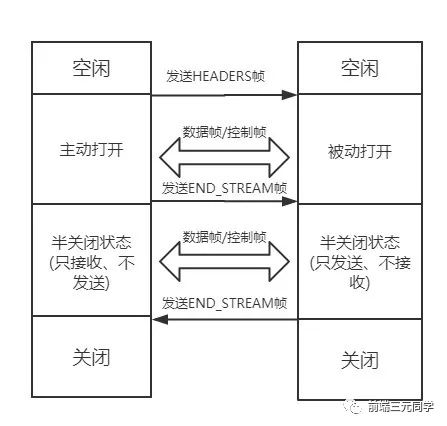 空闲
发送HEADERS帧
空闲
主动打开
数据帧/控制帧
被动打开
发送END_STREAM帧
半关闭状态
(只接收、不
发送)
数据帧/控制帧
半关闭状态
(只发送、不接
收)
发送END_STREAM帧
关闭
关闭
前端三元同学